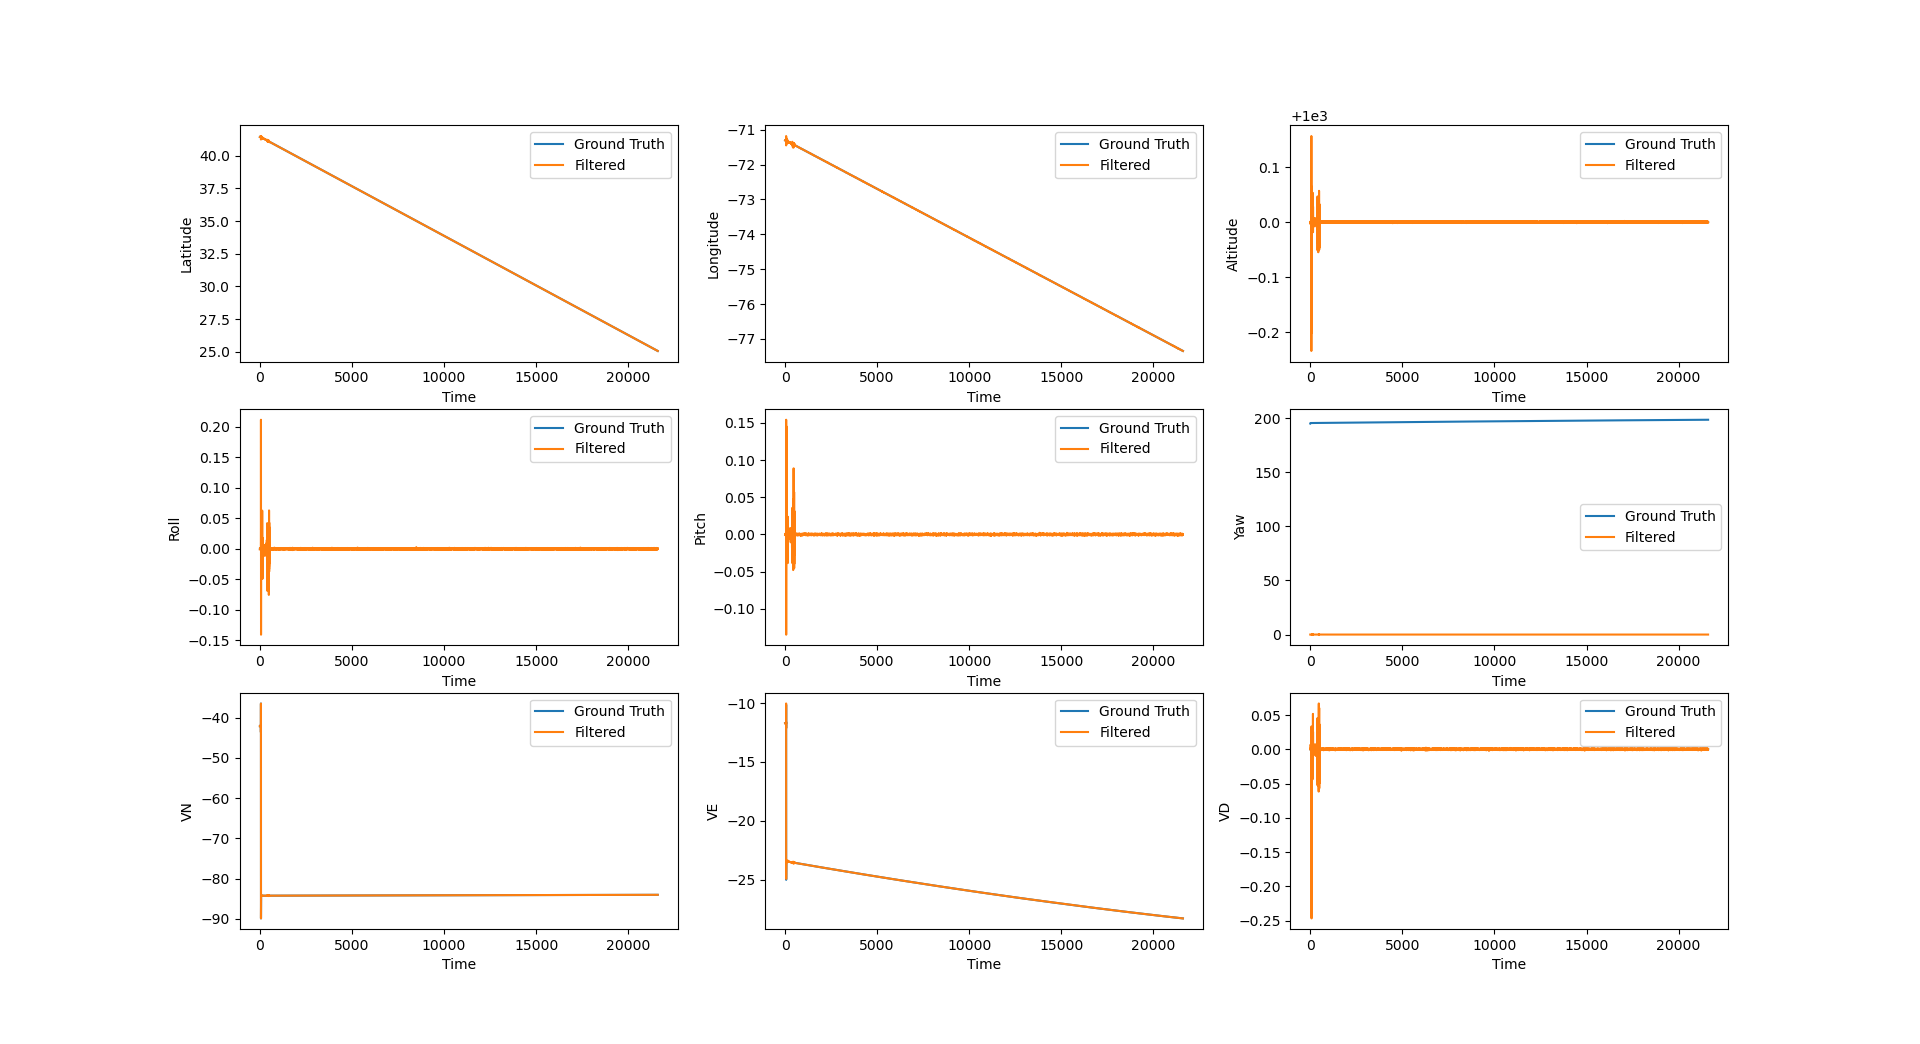 Latitude
40.0
37.5
35.0
32.5
30.0
27.5
25.0
0 5000 10000 15000 20000
Time
Ground Truth
Filtered
Longitude
−71
−72
−73
−74
−75
−76
−77
0 5000 10000 15000 20000
Time
Ground Truth
Filtered
+1e3
Altitude
0.1
0.0
−0.1
−0.2
0 5000 10000 15000 20000
Time
Ground Truth
Filtered
Roll
0.20
0.15
0.10
0.05
0.00
−0.05
−0.10
−0.15
0 5000 10000 15000 20000
Time
Ground Truth
Filtered
Pitch
0.15
0.10
0.05
0.00
−0.05
−0.10
0 5000 10000 15000 20000
Time
Ground Truth
Filtered
Yaw
200
150
100
50
0
0 5000 10000 15000 20000
Time
Ground Truth
Filtered
VN
−40
−50
−60
−70
−80
−90
0 5000 10000 15000 20000
Time
Ground Truth
Filtered
VE
−10
−15
−20
−25
0 5000 10000 15000 20000
Time
Ground Truth
Filtered
VD
0.05
0.00
−0.05
−0.10
−0.15
−0.20
−0.25
0 5000 10000 15000 20000
Time
Ground Truth
Filtered